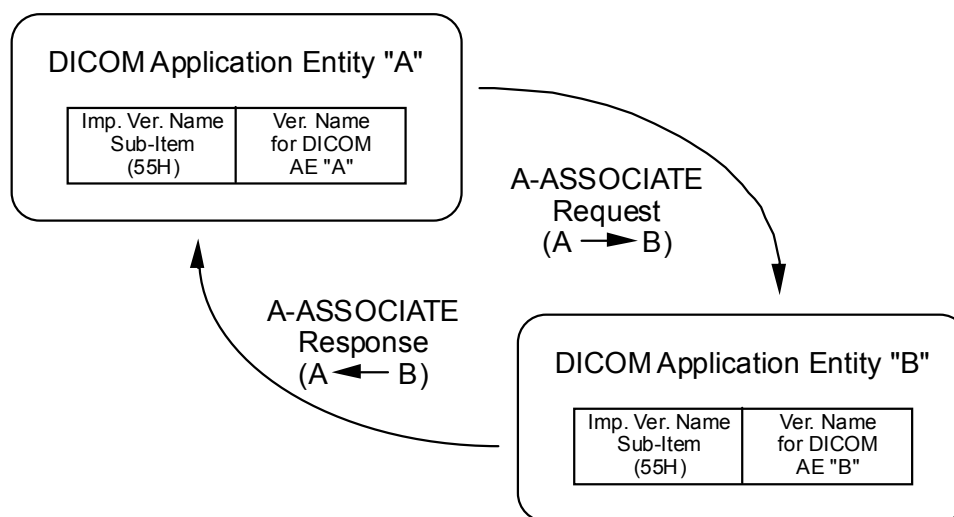 DICOM Application Entity "A"
Imp. Ver. Name
Sub-Item
(55H)
Ver. Name
for DICOM
AE "A"
A-ASSOCIATE
Request
(A → B)
A-ASSOCIATE
Response
(A ← B)
DICOM Application Entity "B"
Imp. Ver. Name
Sub-Item
(55H)
Ver. Name
for DICOM
AE "B"